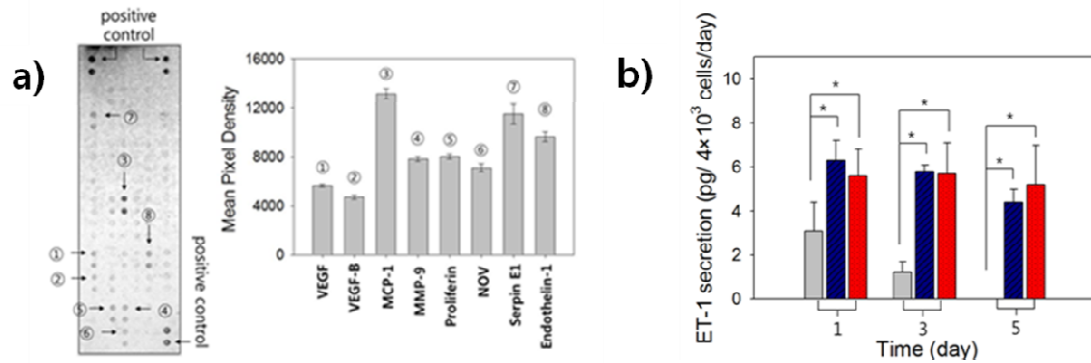 a)
positive
control
⑦
③
⑧
①
②
⑤
④
⑥
positive control
Mean Pixel Density
16000
12000
8000
4000
0
①
②
③
④
⑤
⑥
⑦
⑧
VEGF
VEGF-B
MCP-1
MMP-9
Proliferin
NOV
Serpin E1
Endothelin-1
b)
ET-1 secretion (pg/ 4×10³ cells/day)
10
8
6
4
2
0
*
*
*
*
*
*
1
3
5
Time (day)